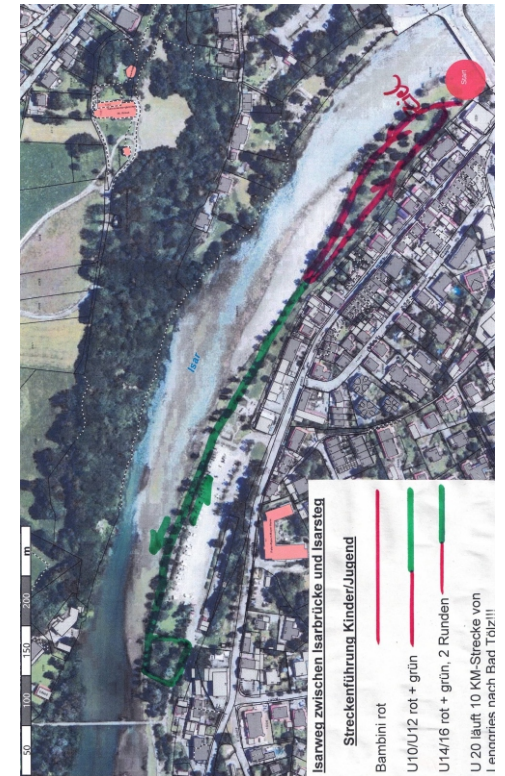 Start
Ziel
Isar
50 100 150 200 m
Isarweg zwischen Isarbrücke und Isarsteg
Streckenführung Kinder/Jugend
Bambini rot
U10/U12 rot + grün
U14/16 rot + grün, 2 Runden
U 20 läuft 10 KM-Strecke von
Lenggries nach Bad Tölz!!!